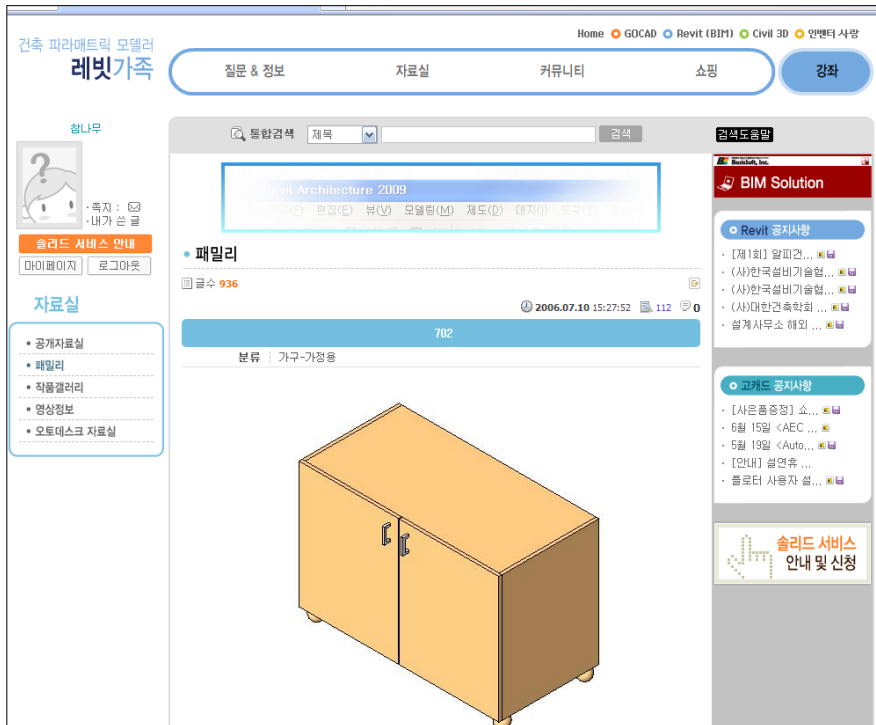 Home GOCAD Revit (BIM) Civil 3D 인벤터 사랑
건축 파라매트릭 모델러
레빗가족
질문 & 정보 자료실 커뮤니티 쇼핑 강좌
참나무
· 쪽지 :
· 내가 쓴 글
솔리드 서비스 안내
마이페이지 로그아웃
자료실
• 공개자료실
• 패밀리
• 작품갤러리
• 영상정보
• 오토데스크 자료실
통합검색 제목 검색 검색도움말
Revit Architecture 2009
편집(E) 뷰(V) 모델링(M) 제도(D) 대지(I) 도구(T)
• 패밀리
글수 936
2006.07.10 15:27:52 112 0
702
분류 가구-가정용
BasisSoft, Inc.
BIM Solution
Revit 공지사항
· [제1회] 알피건...
· (사)한국설비기술협...
· (사)한국설비기술협...
· (사)대한건축학회 ...
· 설계사무소 해외 ...
고캐드 공지사항
· [사은품증정] 쇼...
· 6월 15일 <AEC ...
· 5월 19일 <Auto...
· [안내] 설연휴 ...
· 플로터 사용자 설...
솔리드 서비스
안내 및 신청